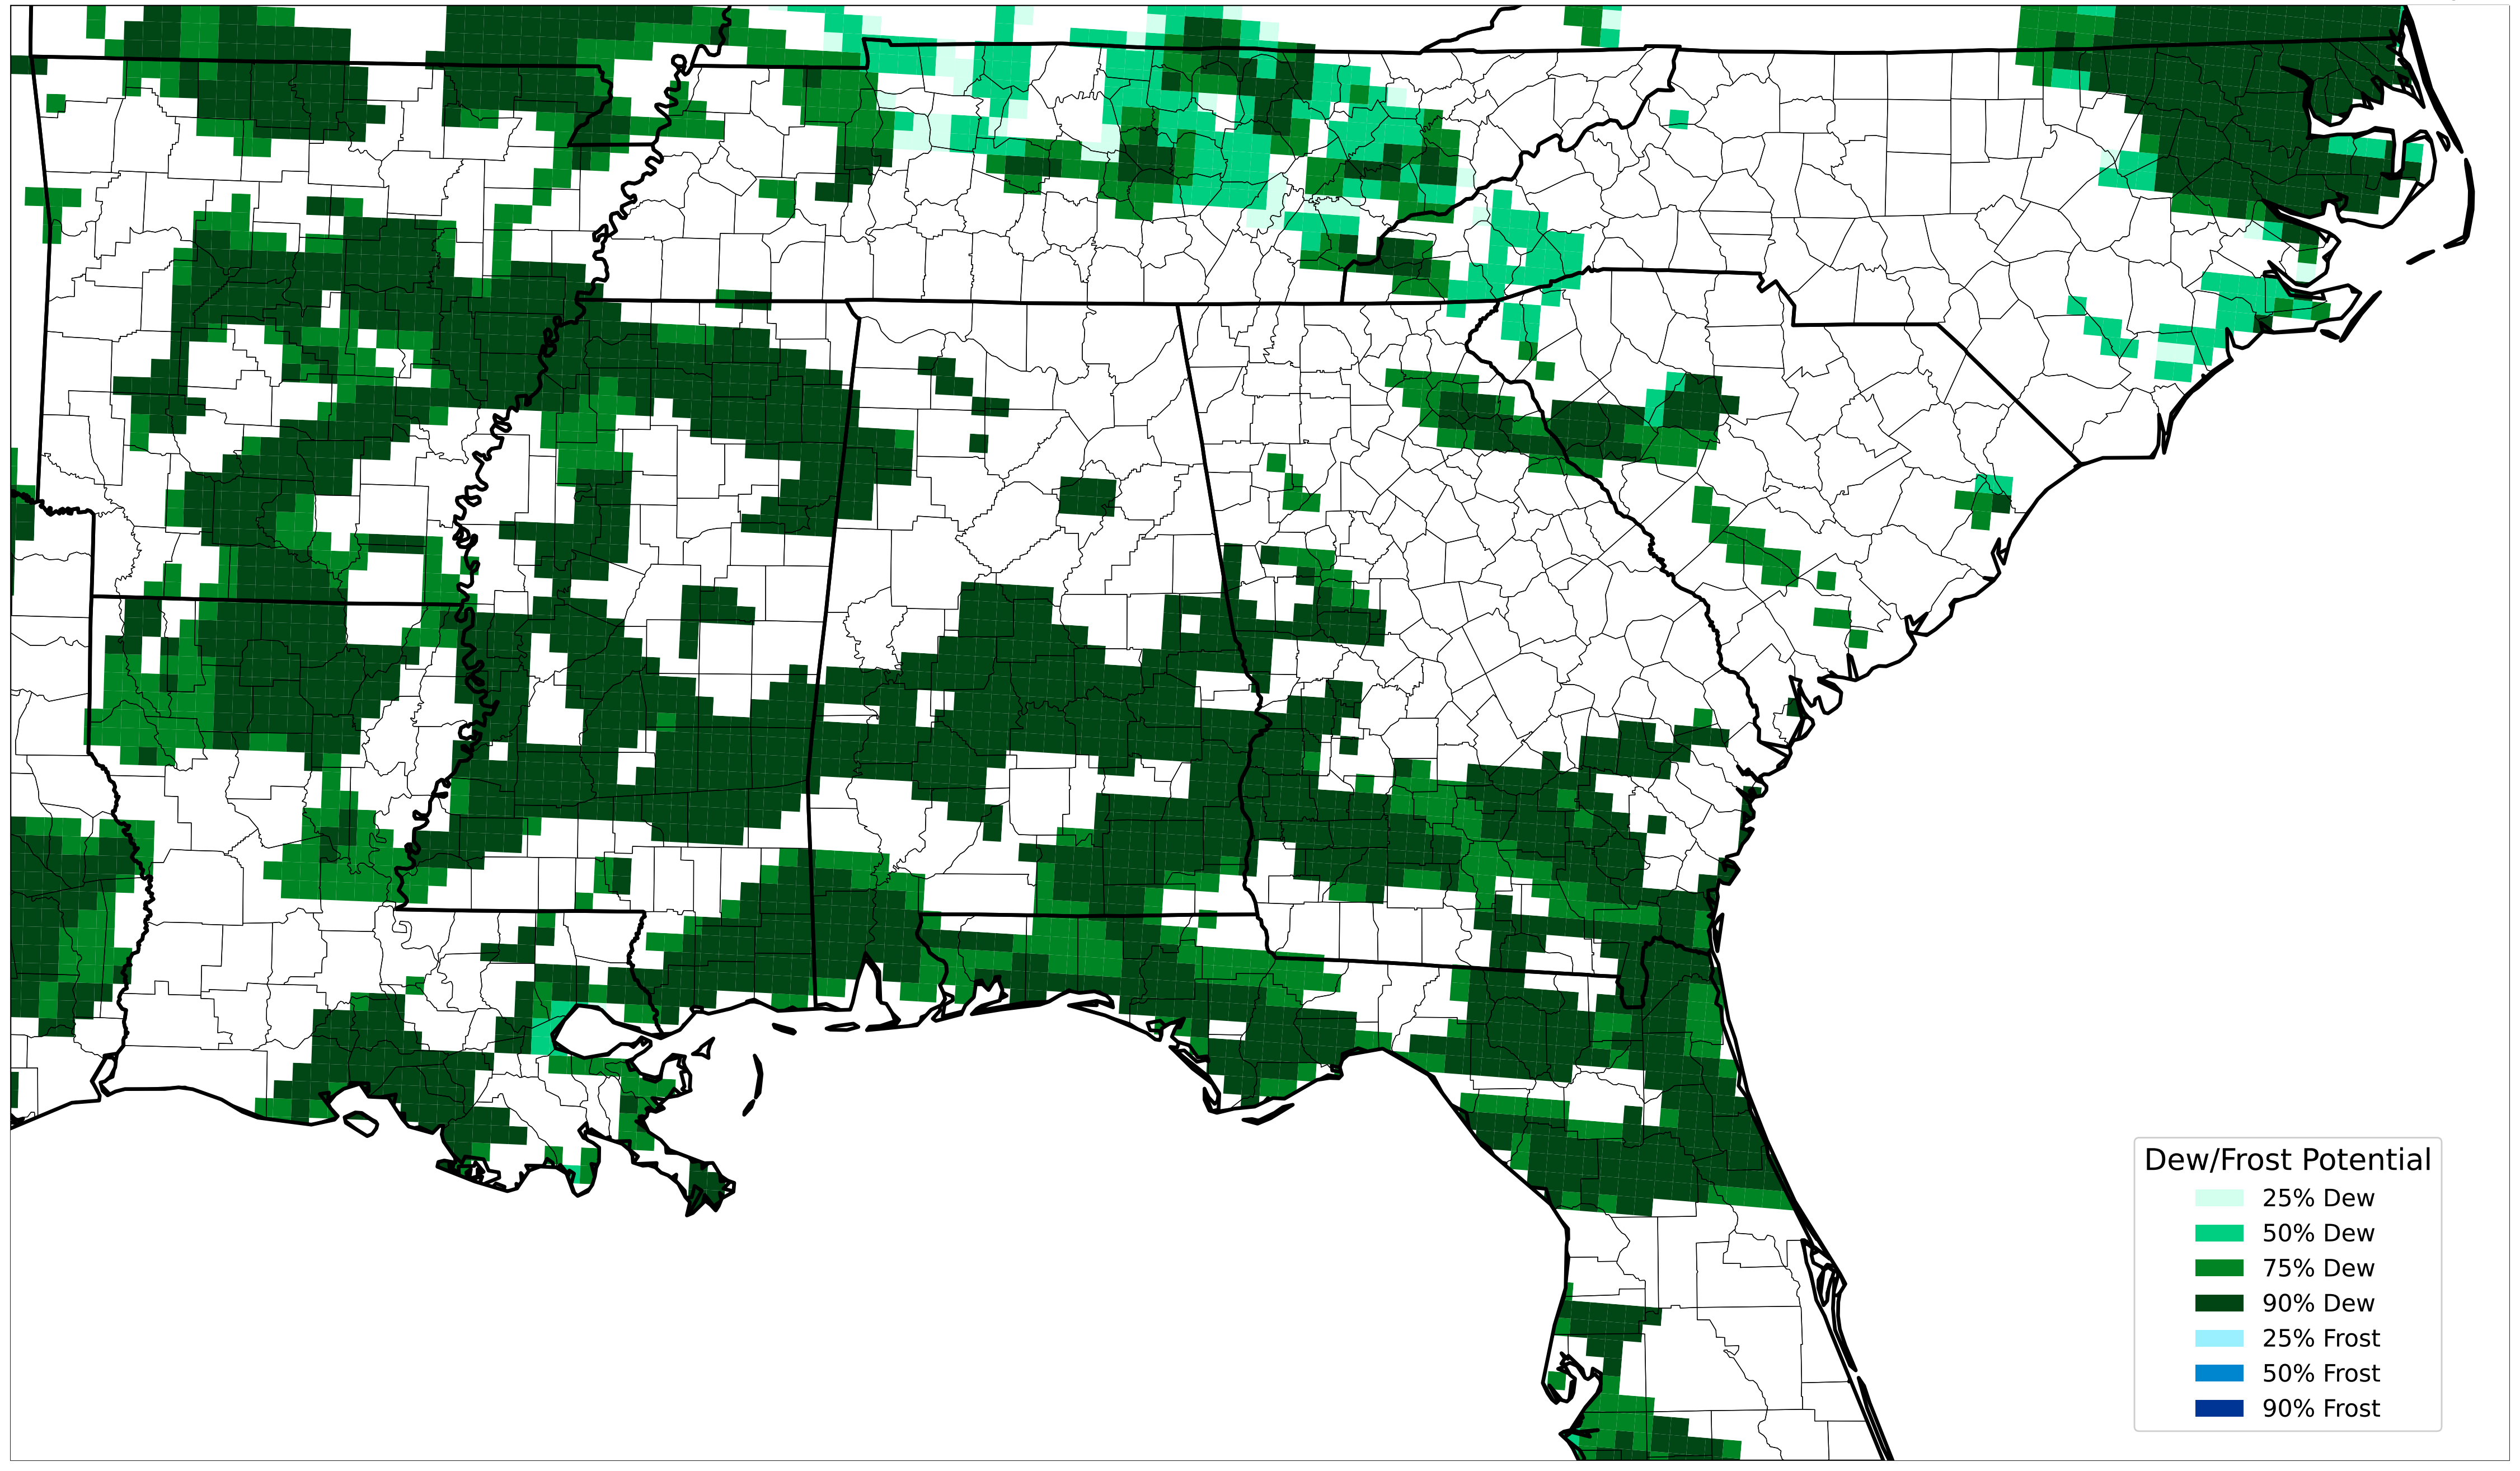 Dew/Frost Potential
25% Dew
50% Dew
75% Dew
90% Dew
25% Frost
50% Frost
90% Frost